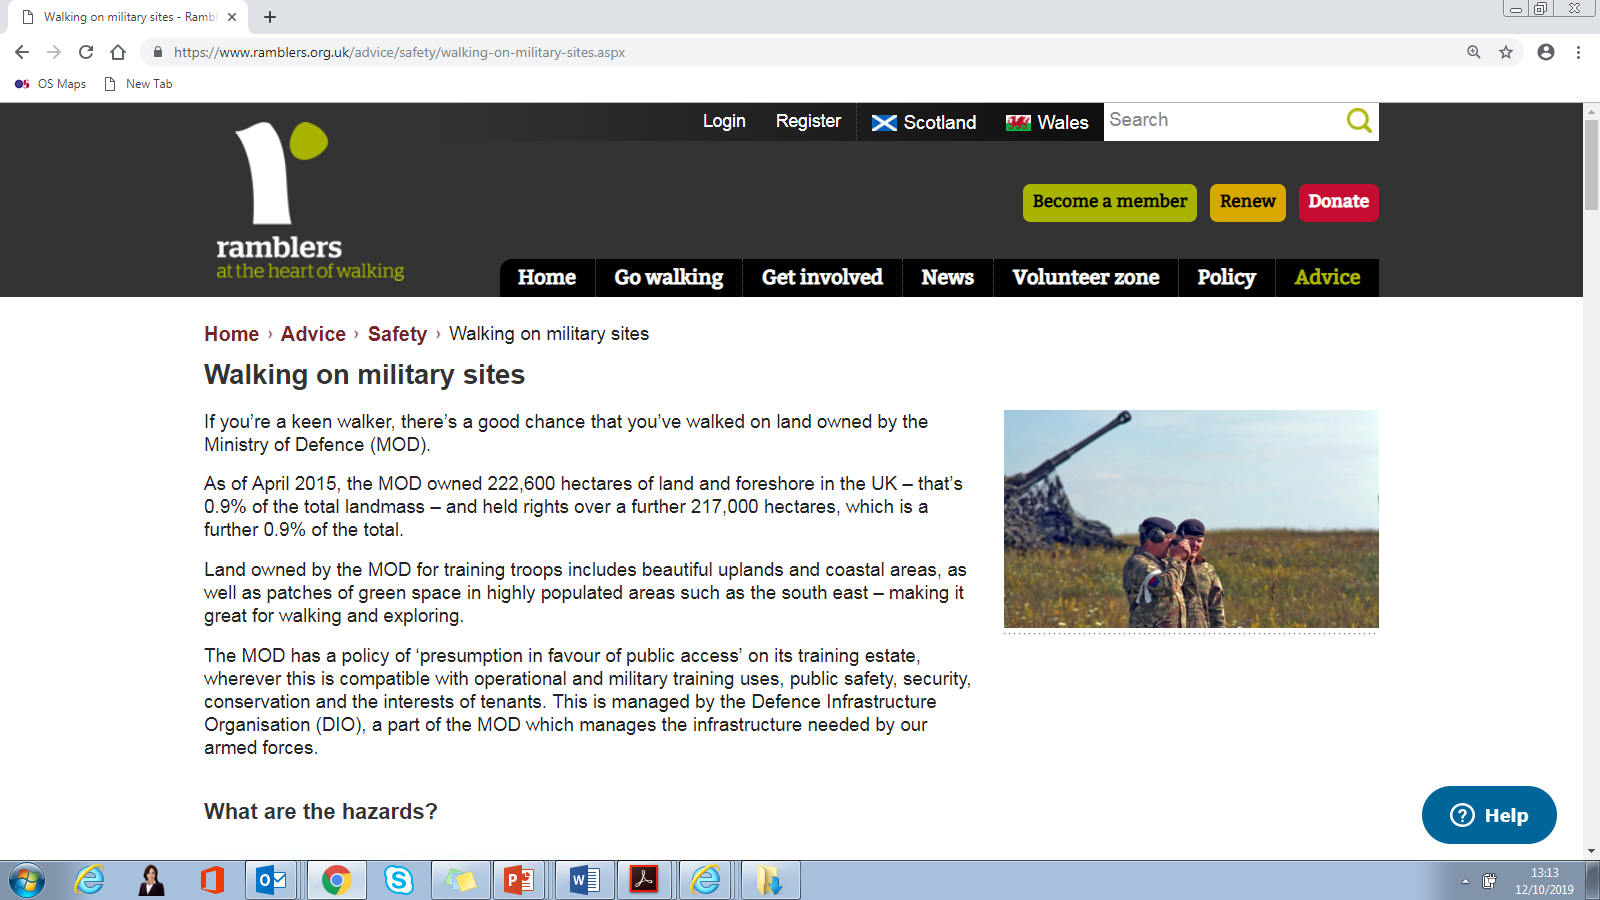 Walking on military sites - Rambl
https://www.ramblers.org.uk/advice/safety/walking-on-military-sites.aspx
OS Maps New Tab
Login Register Scotland Wales Search
Become a member Renew Donate
ramblers
at the heart of walking
Home Go walking Get involved News Volunteer zone Policy Advice
Home › Advice › Safety › Walking on military sites
Walking on military sites
If you’re a keen walker, there’s a good chance that you’ve walked on land owned by the
Ministry of Defence (MOD).
As of April 2015, the MOD owned 222,600 hectares of land and foreshore in the UK – that’s
0.9% of the total landmass – and held rights over a further 217,000 hectares, which is a
further 0.9% of the total.
Land owned by the MOD for training troops includes beautiful uplands and coastal areas, as
well as patches of green space in highly populated areas such as the south east – making it
great for walking and exploring.
The MOD has a policy of ‘presumption in favour of public access’ on its training estate,
wherever this is compatible with operational and military training uses, public safety, security,
conservation and the interests of tenants. This is managed by the Defence Infrastructure
Organisation (DIO), a part of the MOD which manages the infrastructure needed by our
armed forces.
What are the hazards?
Help
13:13
12/10/2019